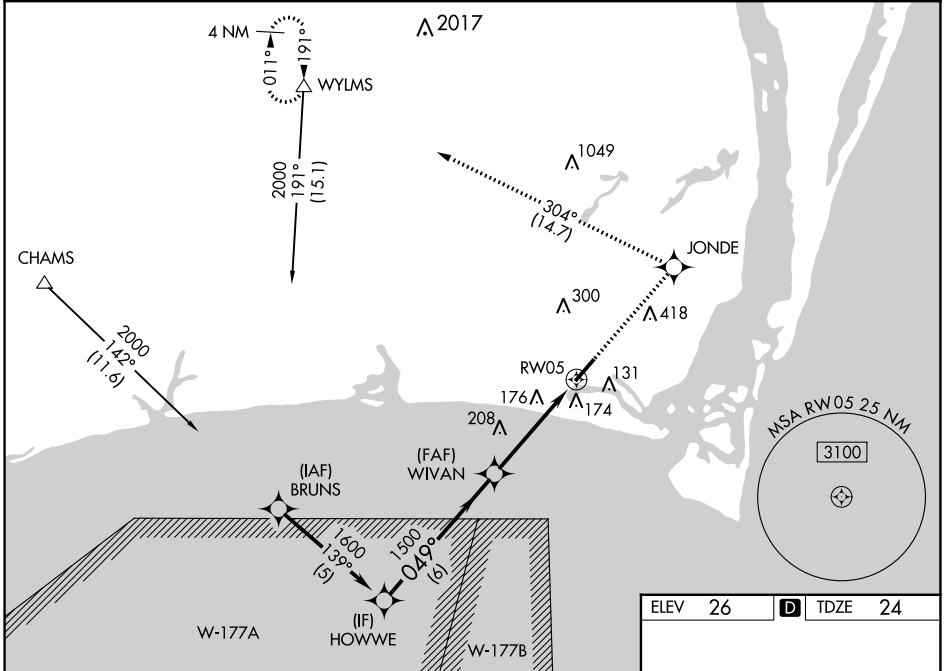 4 NM
011°
191°
2017
WYLMS
2000
191°
(15.1)
1049
304°
(14.7)
JONDE
CHAMS
2000
142°
(11.6)
300
418
RW05
131
176
174
208
MSA RW05 25 NM
3100
(FAF)
WIVAN
(IAF)
BRUNS
1600
139°
(5)
1500
049°
(6)
(IF)
HOWWE
W-177A
W-177B
ELEV 26 D TDZE 24